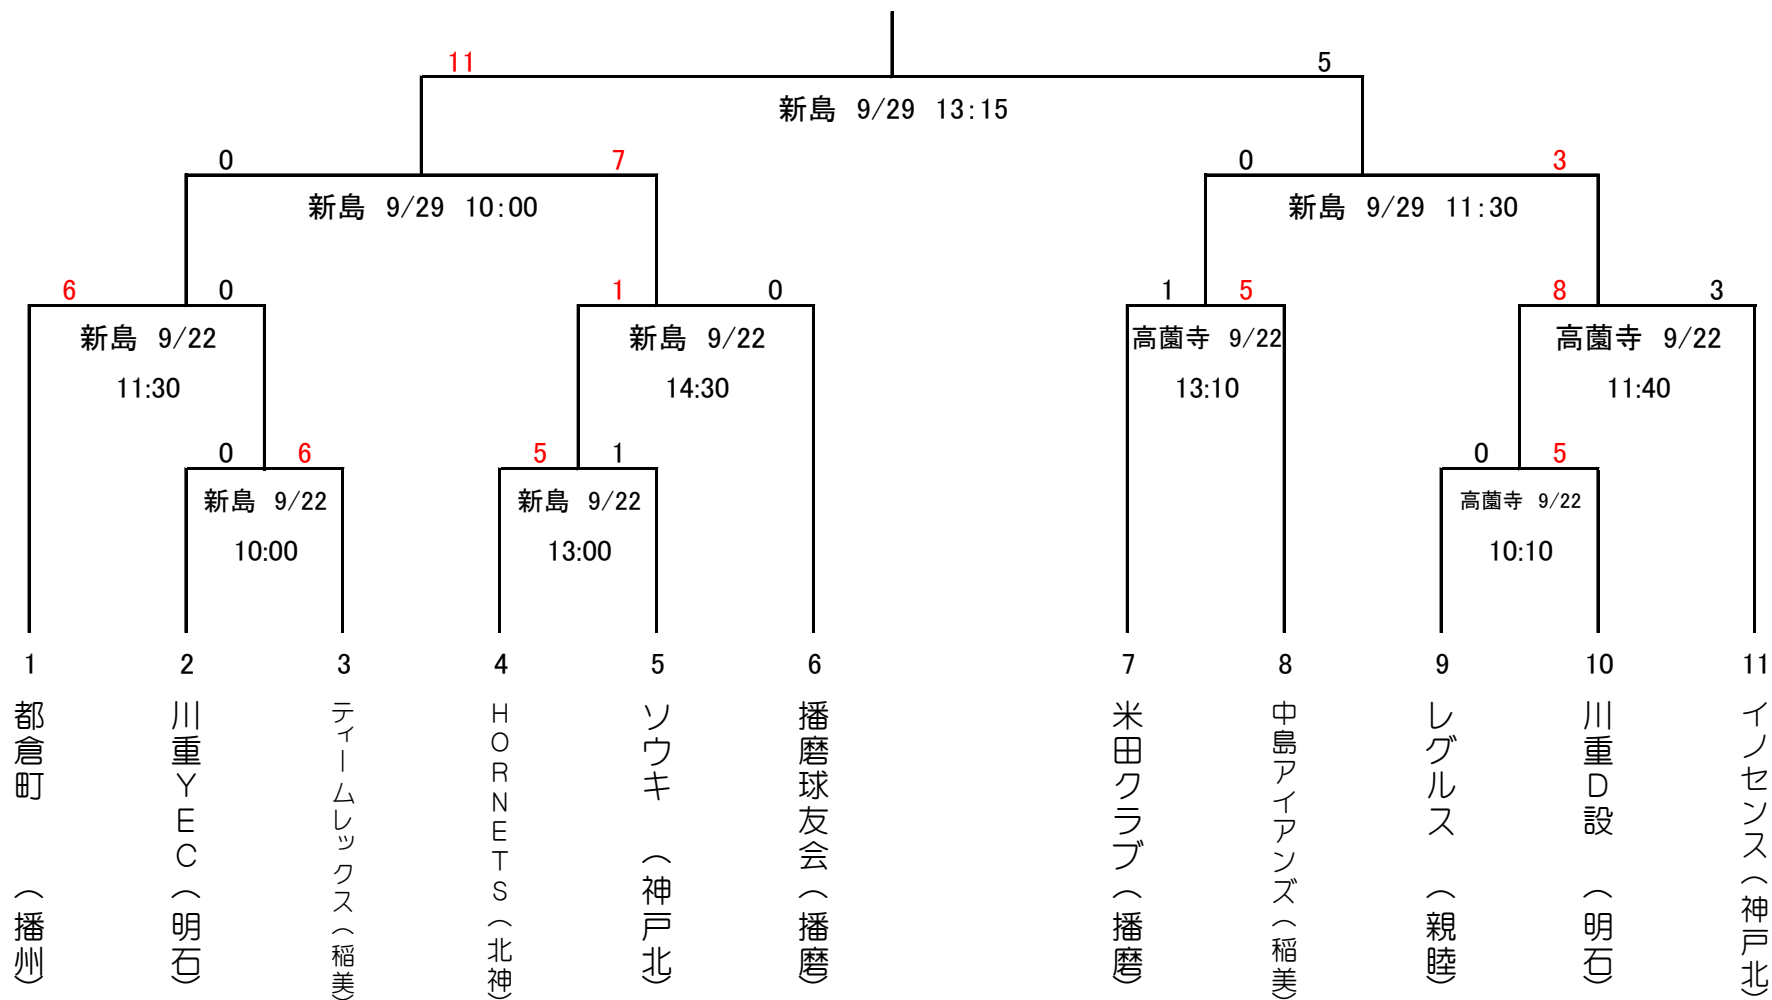 11 5
新島 9/29 13:15
0 7 0 3
新島 9/29 10:00 新島 9/29 11:30
6 0 1 0 1 5 8 3
新島 9/22 新島 9/22 高薗寺 9/22 高薗寺 9/22
11:30 14:30 13:10 11:40
0 6 5 1 0 5
新島 9/22 新島 9/22 高薗寺 9/22
10:00 13:00 10:10
1 2 3 4 5 6 7 8 9 10 11
都倉町 (播州)
川重YEC(明石)
ティームレックス(稲美)
HORNETS(北神)
ソウキ (神戸北)
播磨球友会(播磨)
米田クラブ(播磨)
中島アイアンズ(稲美)
レグルス (親睦)
川重D設 (明石)
イノセンス(神戸北)